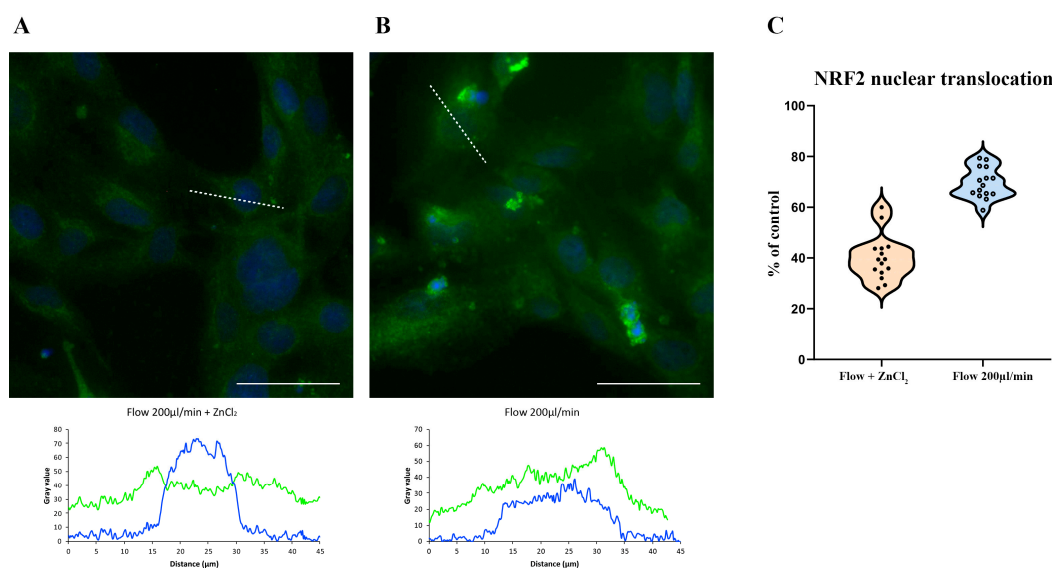 A
B
C
NRF2 nuclear translocation
100
80
60
40
20
0
% of control
Flow + ZnCl₂
Flow 200µl/min
Flow 200µl/min + ZnCl₂
80
70
60
50
40
30
20
10
0
Gray value
0 5 10 15 20 25 30 35 40 45
Distance (µm)
Flow 200µl/min
70
60
50
40
30
20
10
0
Gray value
0 5 10 15 20 25 30 35 40 45
Distance (µm)